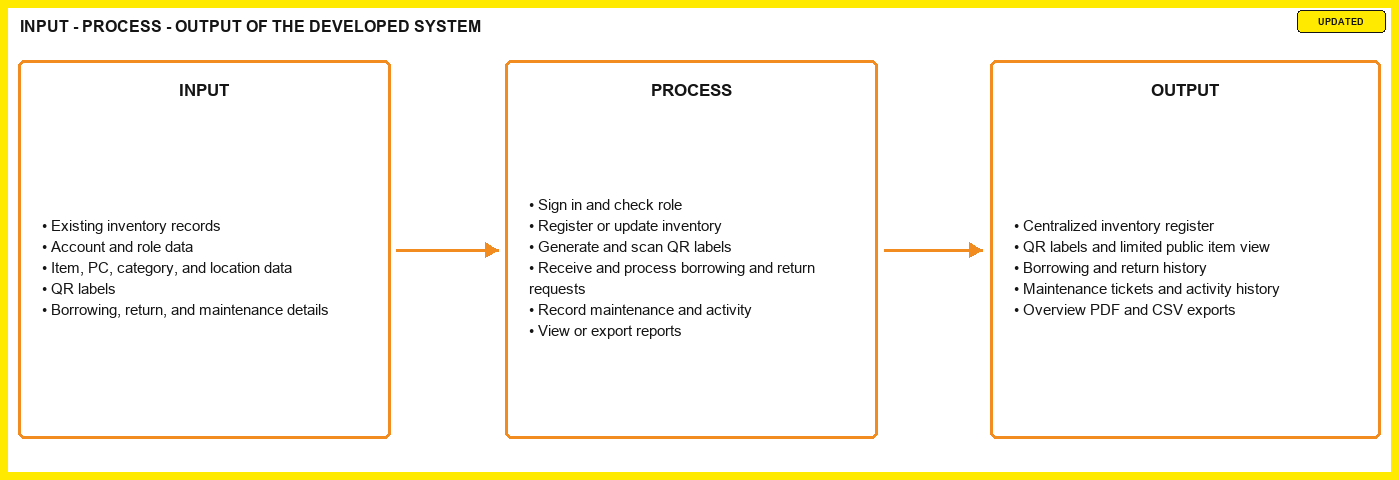 INPUT - PROCESS - OUTPUT OF THE DEVELOPED SYSTEM
UPDATED
INPUT
• Existing inventory records
• Account and role data
• Item, PC, category, and location data
• QR labels
• Borrowing, return, and maintenance details
PROCESS
• Sign in and check role
• Register or update inventory
• Generate and scan QR labels
• Receive and process borrowing and return
requests
• Record maintenance and activity
• View or export reports
OUTPUT
• Centralized inventory register
• QR labels and limited public item view
• Borrowing and return history
• Maintenance tickets and activity history
• Overview PDF and CSV exports